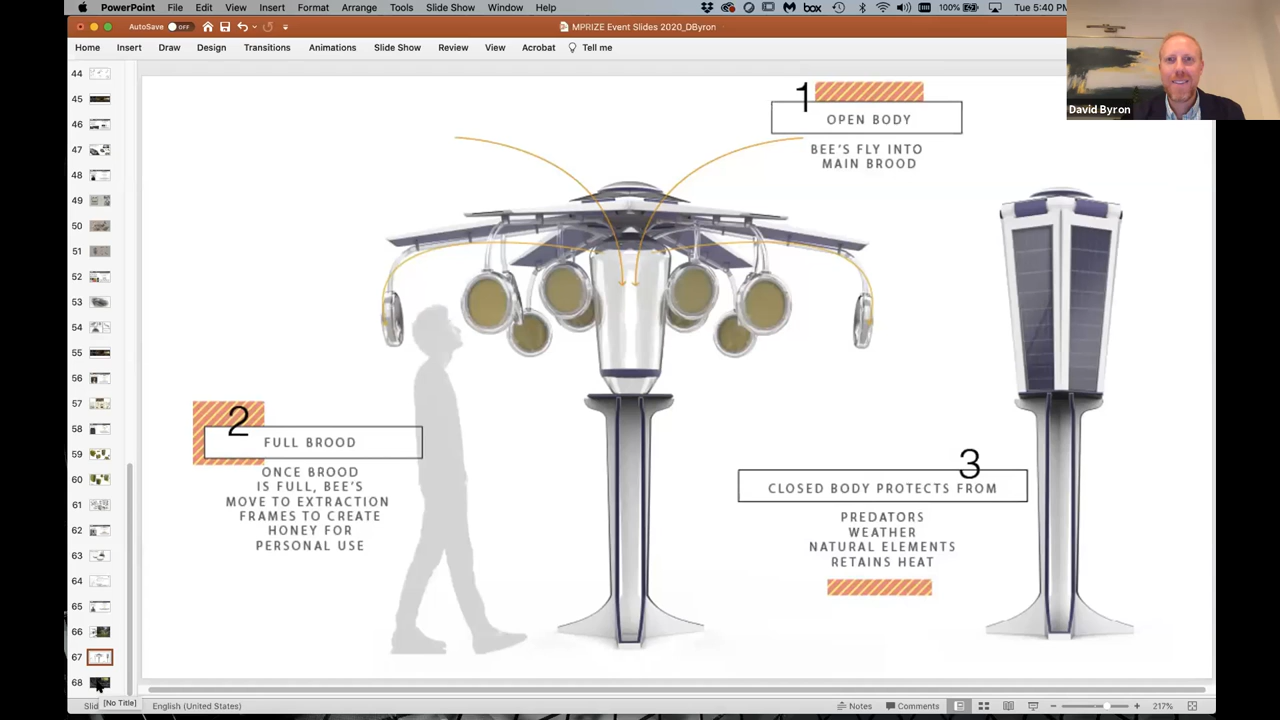 PowerPoint File Edit View Insert Format Arrange Tools Slide Show Window Help
box 100% Tue 5:40 P
AutoSave OFF MPRIZE Event Slides 2020_DByron
Home Insert Draw Design Transitions Animations Slide Show Review View Acrobat Tell me
David Byron
44
45
46
47
48
49
50
51
52
53
54
55
56
57
58
59
60
61
62
63
64
65
66
67
68
1
OPEN BODY
BEE'S FLY INTO
MAIN BROOD
2
FULL BROOD
ONCE BROOD
IS FULL, BEE'S
MOVE TO EXTRACTION
FRAMES TO CREATE
HONEY FOR
PERSONAL USE
3
CLOSED BODY PROTECTS FROM
PREDATORS
WEATHER
NATURAL ELEMENTS
RETAINS HEAT
[No Title]
Slid English (United States) Notes Comments 217%